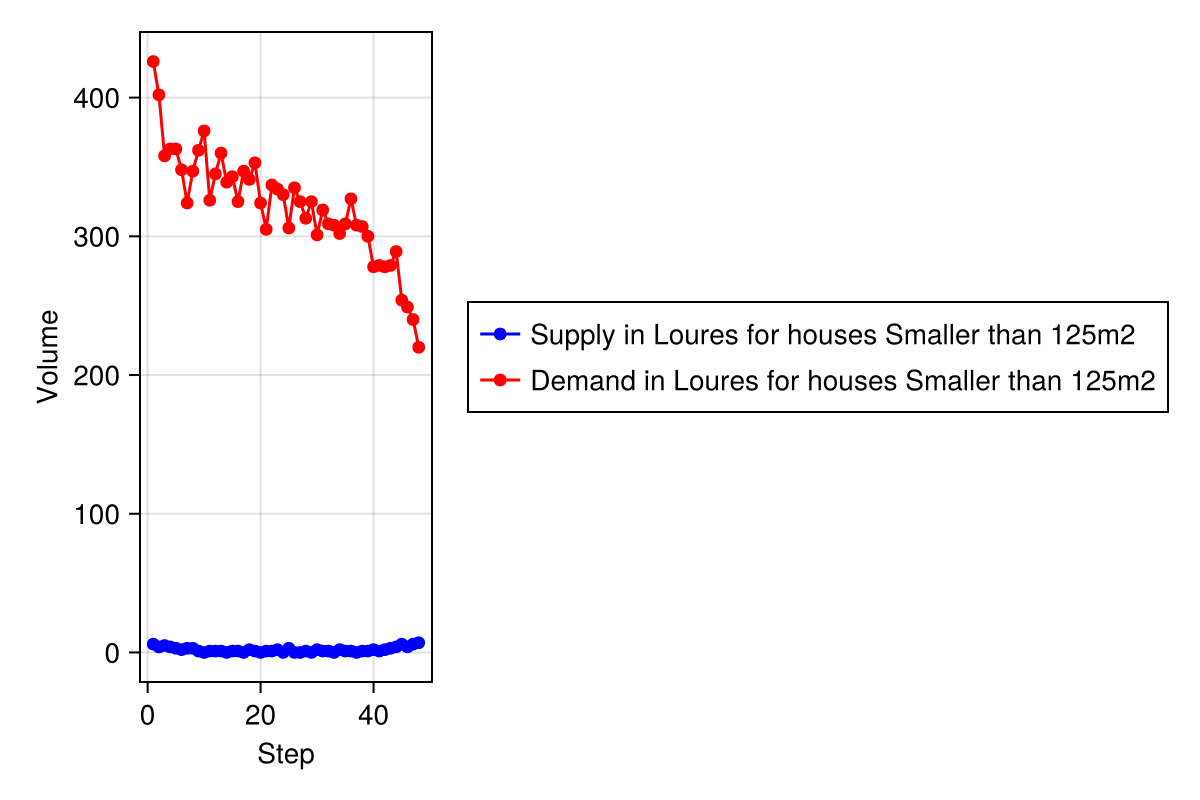 Volume
400
300
200
100
0
0 20 40
Step
Supply in Loures for houses Smaller than 125m2
Demand in Loures for houses Smaller than 125m2